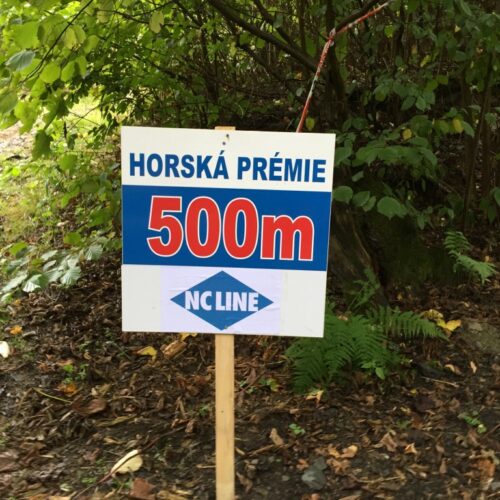 HORSKÁ PRÉMIE
500m
NC LINE